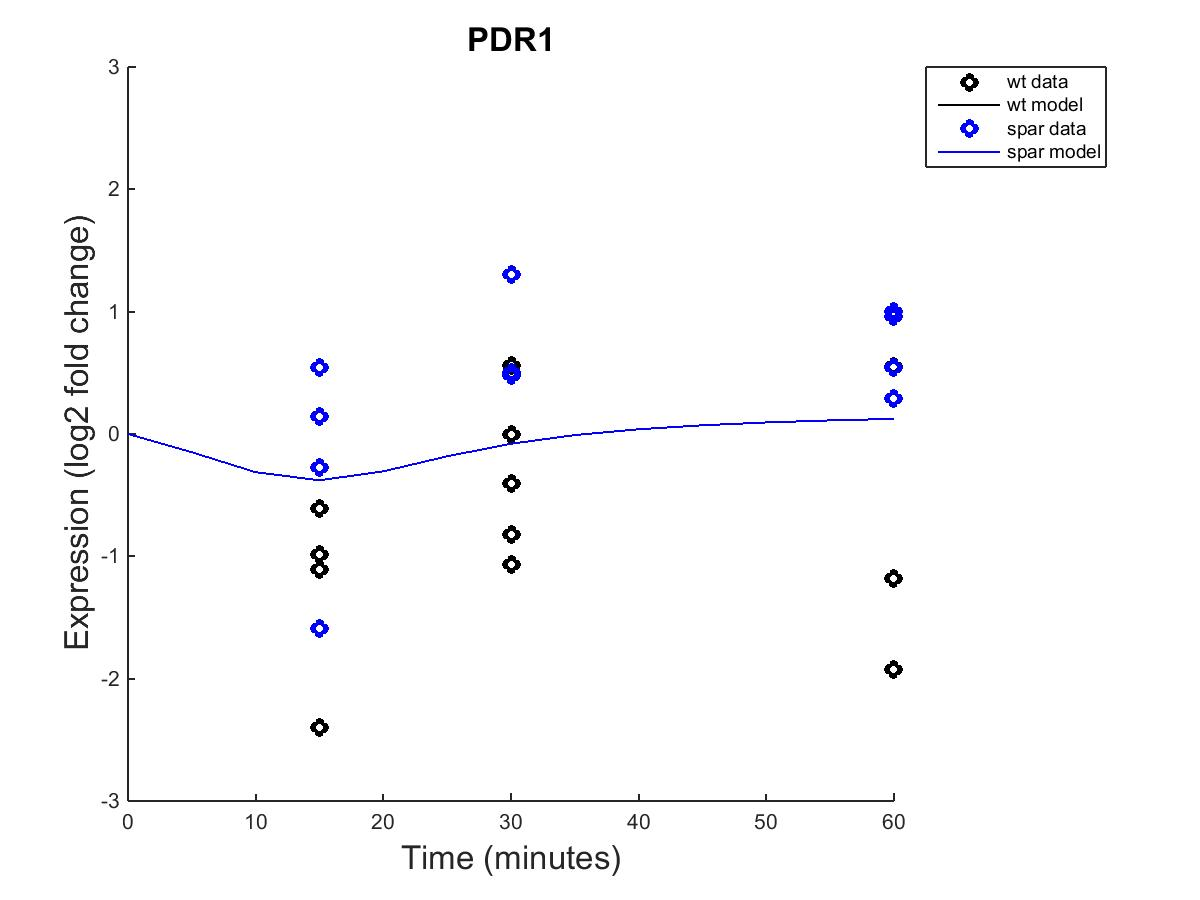 PDR1
wt data
wt model
spar data
spar model
Expression (log2 fold change)
3
2
1
0
-1
-2
-3
0 10 20 30 40 50 60
Time (minutes)